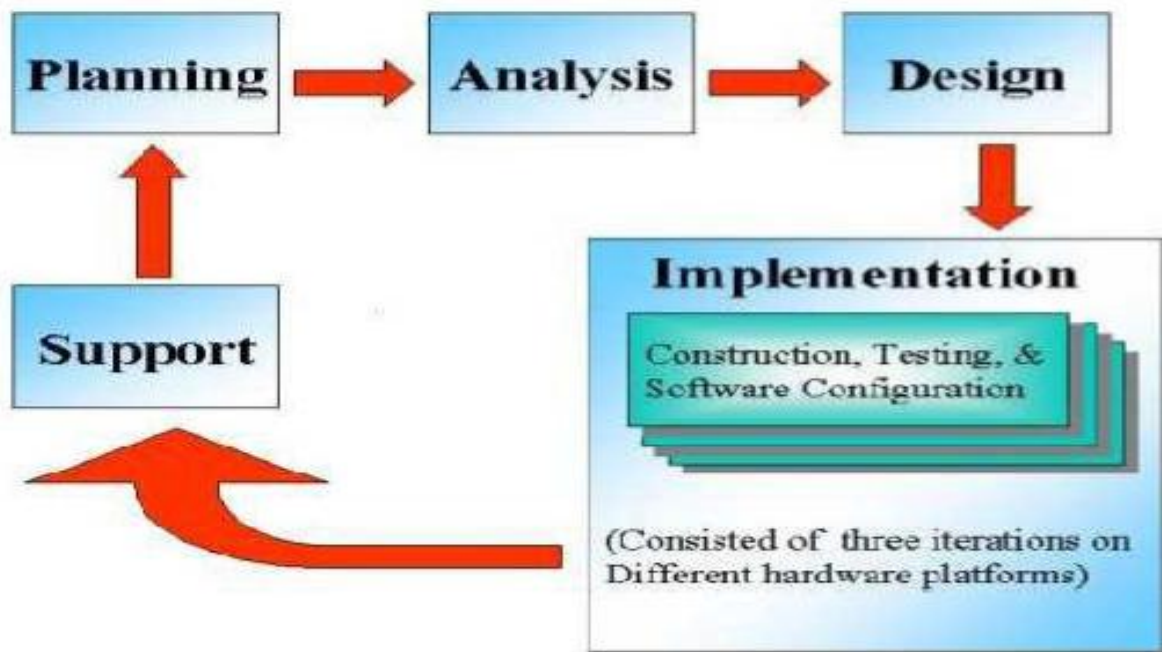 Planning
Analysis
Design
Implementation
Construction, Testing, &
Software Configuration
(Consisted of three iterations on
Different hardware platforms)
Support